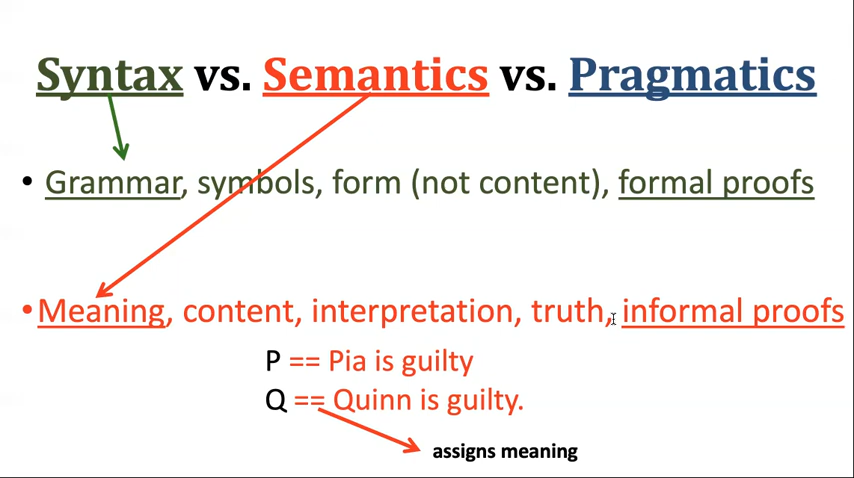 Syntax vs. Semantics vs. Pragmatics
• Grammar, symbols, form (not content), formal proofs
• Meaning, content, interpretation, truth, informal proofs
P == Pia is guilty
Q == Quinn is guilty.
assigns meaning